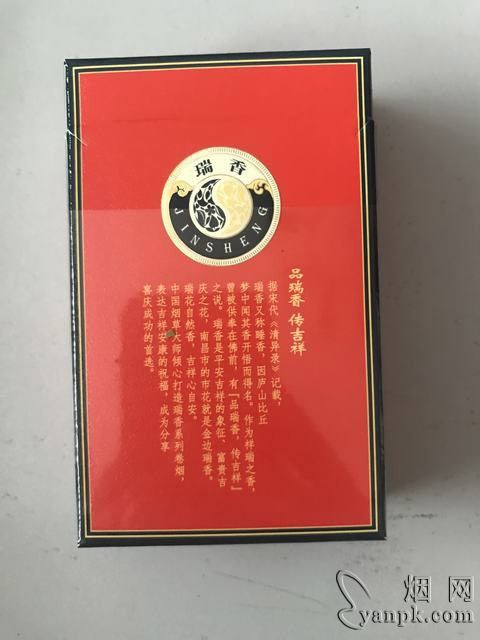 瑞香
JINSHENG
品瑞香 传吉祥
据宋代《清异录》记载，
瑞香又称睡香，因庐山比丘
梦中闻其香开悟而得名。作为祥瑞之香，
曾被供奉在佛前，有『品瑞香，传吉祥』
之说。瑞香是平安吉祥的象征、富贵吉
庆之花，南昌市的市花就是金边瑞香。
瑞花自然香，吉祥心自安。
中国烟草大师倾心打造瑞香系列卷烟，
表达吉祥安康的祝福，成为分享
喜庆成功的首选。
烟网
yanpk.com